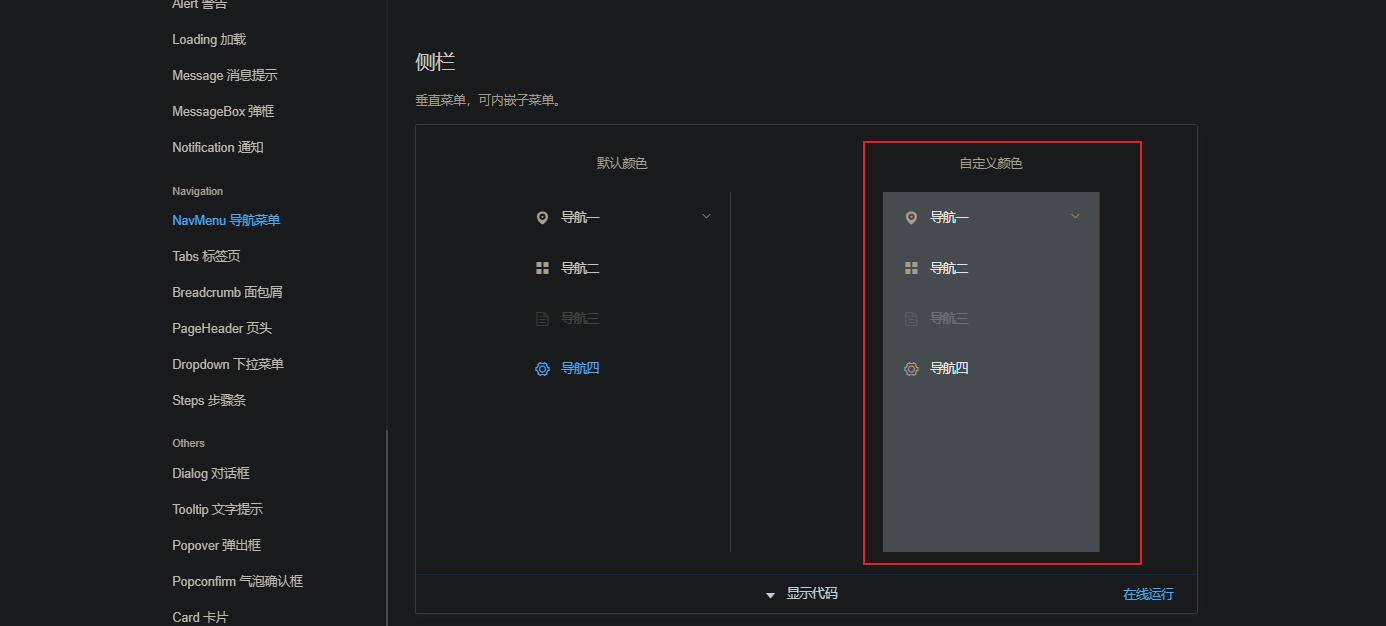 Alert 警告
Loading 加载
Message 消息提示
MessageBox 弹框
Notification 通知
Navigation
NavMenu 导航菜单
Tabs 标签页
Breadcrumb 面包屑
PageHeader 页头
Dropdown 下拉菜单
Steps 步骤条
Others
Dialog 对话框
Tooltip 文字提示
Popover 弹出框
Popconfirm 气泡确认框
Card 卡片
侧栏
垂直菜单，可内嵌子菜单。
默认颜色
导航一
导航二
导航三
导航四
自定义颜色
导航一
导航二
导航三
导航四
显示代码
在线运行